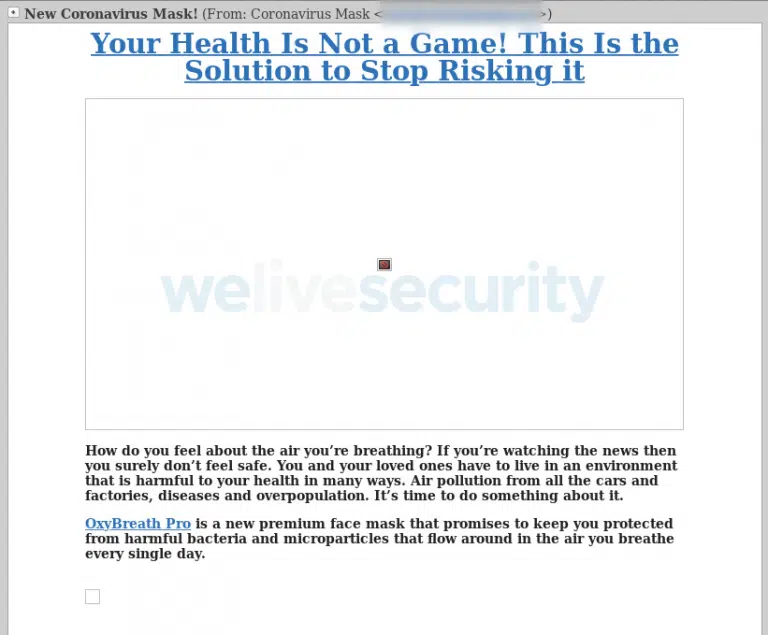 New Coronavirus Mask! (From: Coronavirus Mask < >)
Your Health Is Not a Game! This Is the
Solution to Stop Risking it
welivesecurity
How do you feel about the air you’re breathing? If you’re watching the news then
you surely don’t feel safe. You and your loved ones have to live in an environment
that is harmful to your health in many ways. Air pollution from all the cars and
factories, diseases and overpopulation. It’s time to do something about it.
OxyBreath Pro is a new premium face mask that promises to keep you protected
from harmful bacteria and microparticles that flow around in the air you breathe
every single day.